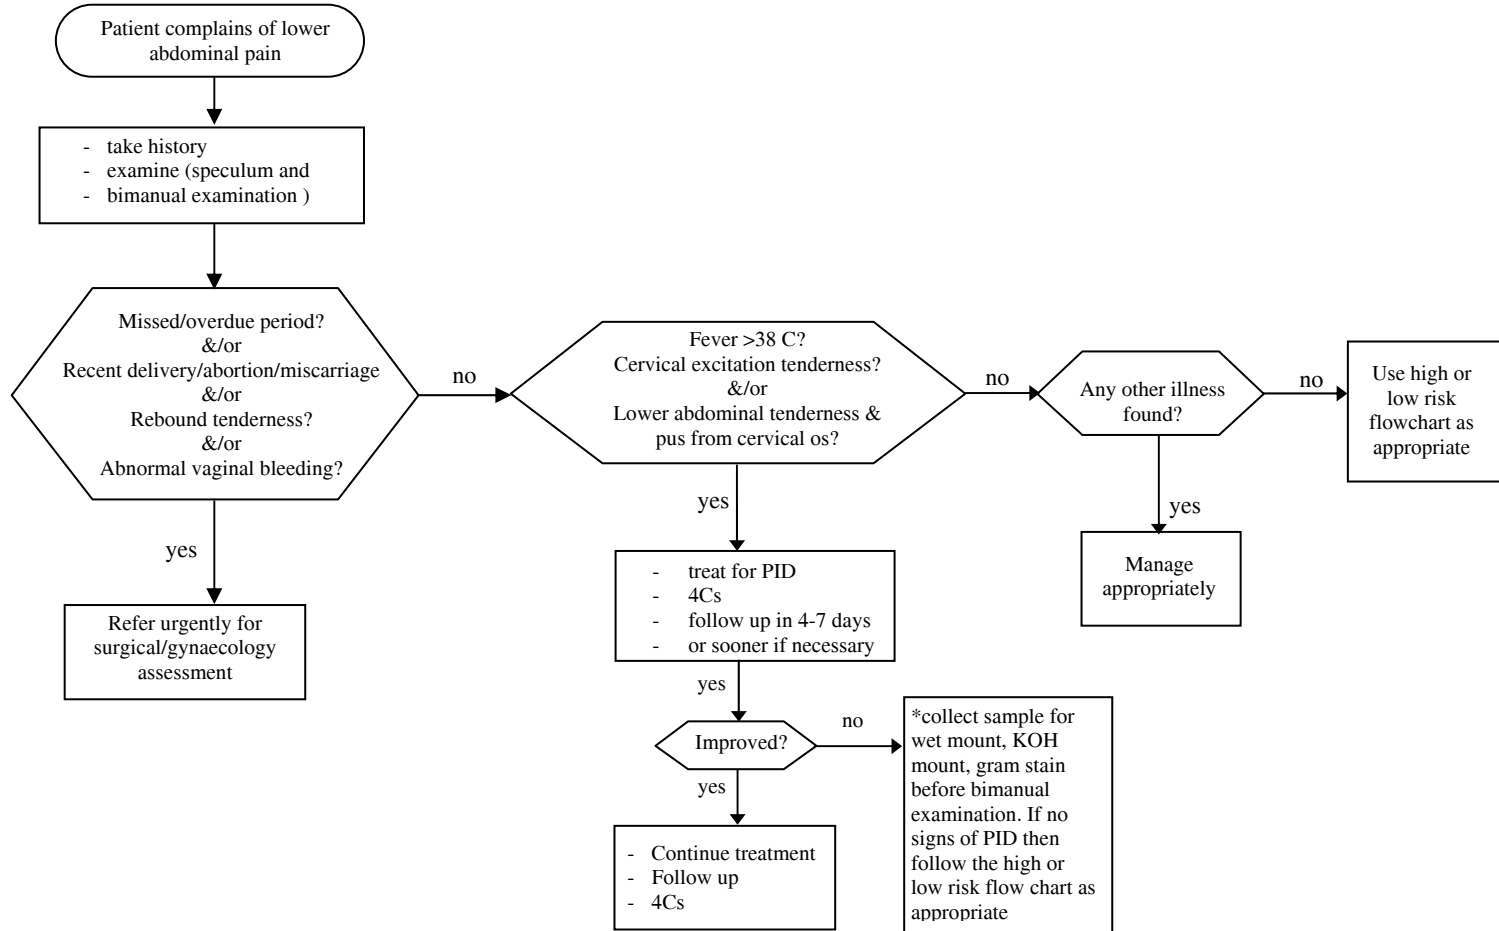 Patient complains of lower
abdominal pain
- take history
- examine (speculum and
- bimanual examination )
Missed/overdue period?
&/or
Recent delivery/abortion/miscarriage
&/or
Rebound tenderness?
&/or
Abnormal vaginal bleeding?
no
yes
Refer urgently for
surgical/gynaecology
assessment
Fever >38 C?
Cervical excitation tenderness?
&/or
Lower abdominal tenderness &
pus from cervical os?
no
yes
Any other illness
found?
no
yes
Use high or
low risk
flowchart as
appropriate
Manage
appropriately
- treat for PID
- 4Cs
- follow up in 4-7 days
- or sooner if necessary
yes
Improved?
no
yes
*collect sample for
wet mount, KOH
mount, gram stain
before bimanual
examination. If no
signs of PID then
follow the high or
low risk flow chart as
appropriate
- Continue treatment
- Follow up
- 4Cs